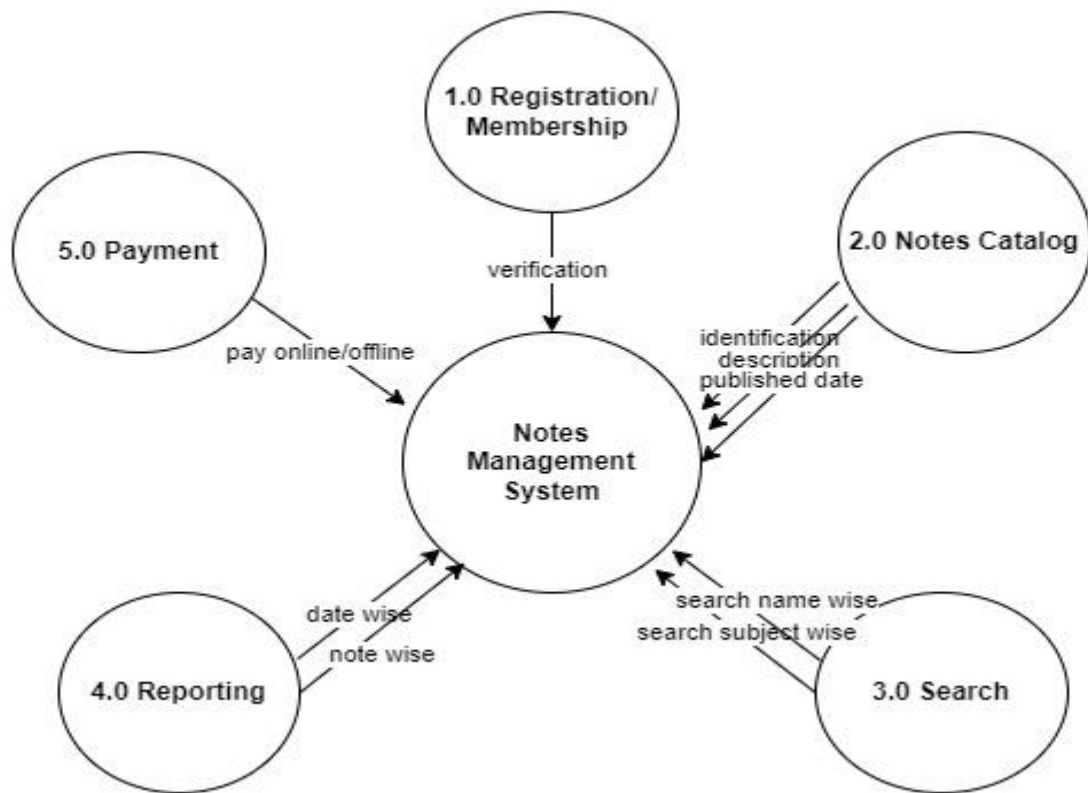 1.0 Registration/
Membership
5.0 Payment
2.0 Notes Catalog
verification
pay online/offline
identification
description
published date
Notes
Management
System
date wise
note wise
search name wise
search subject wise
4.0 Reporting
3.0 Search